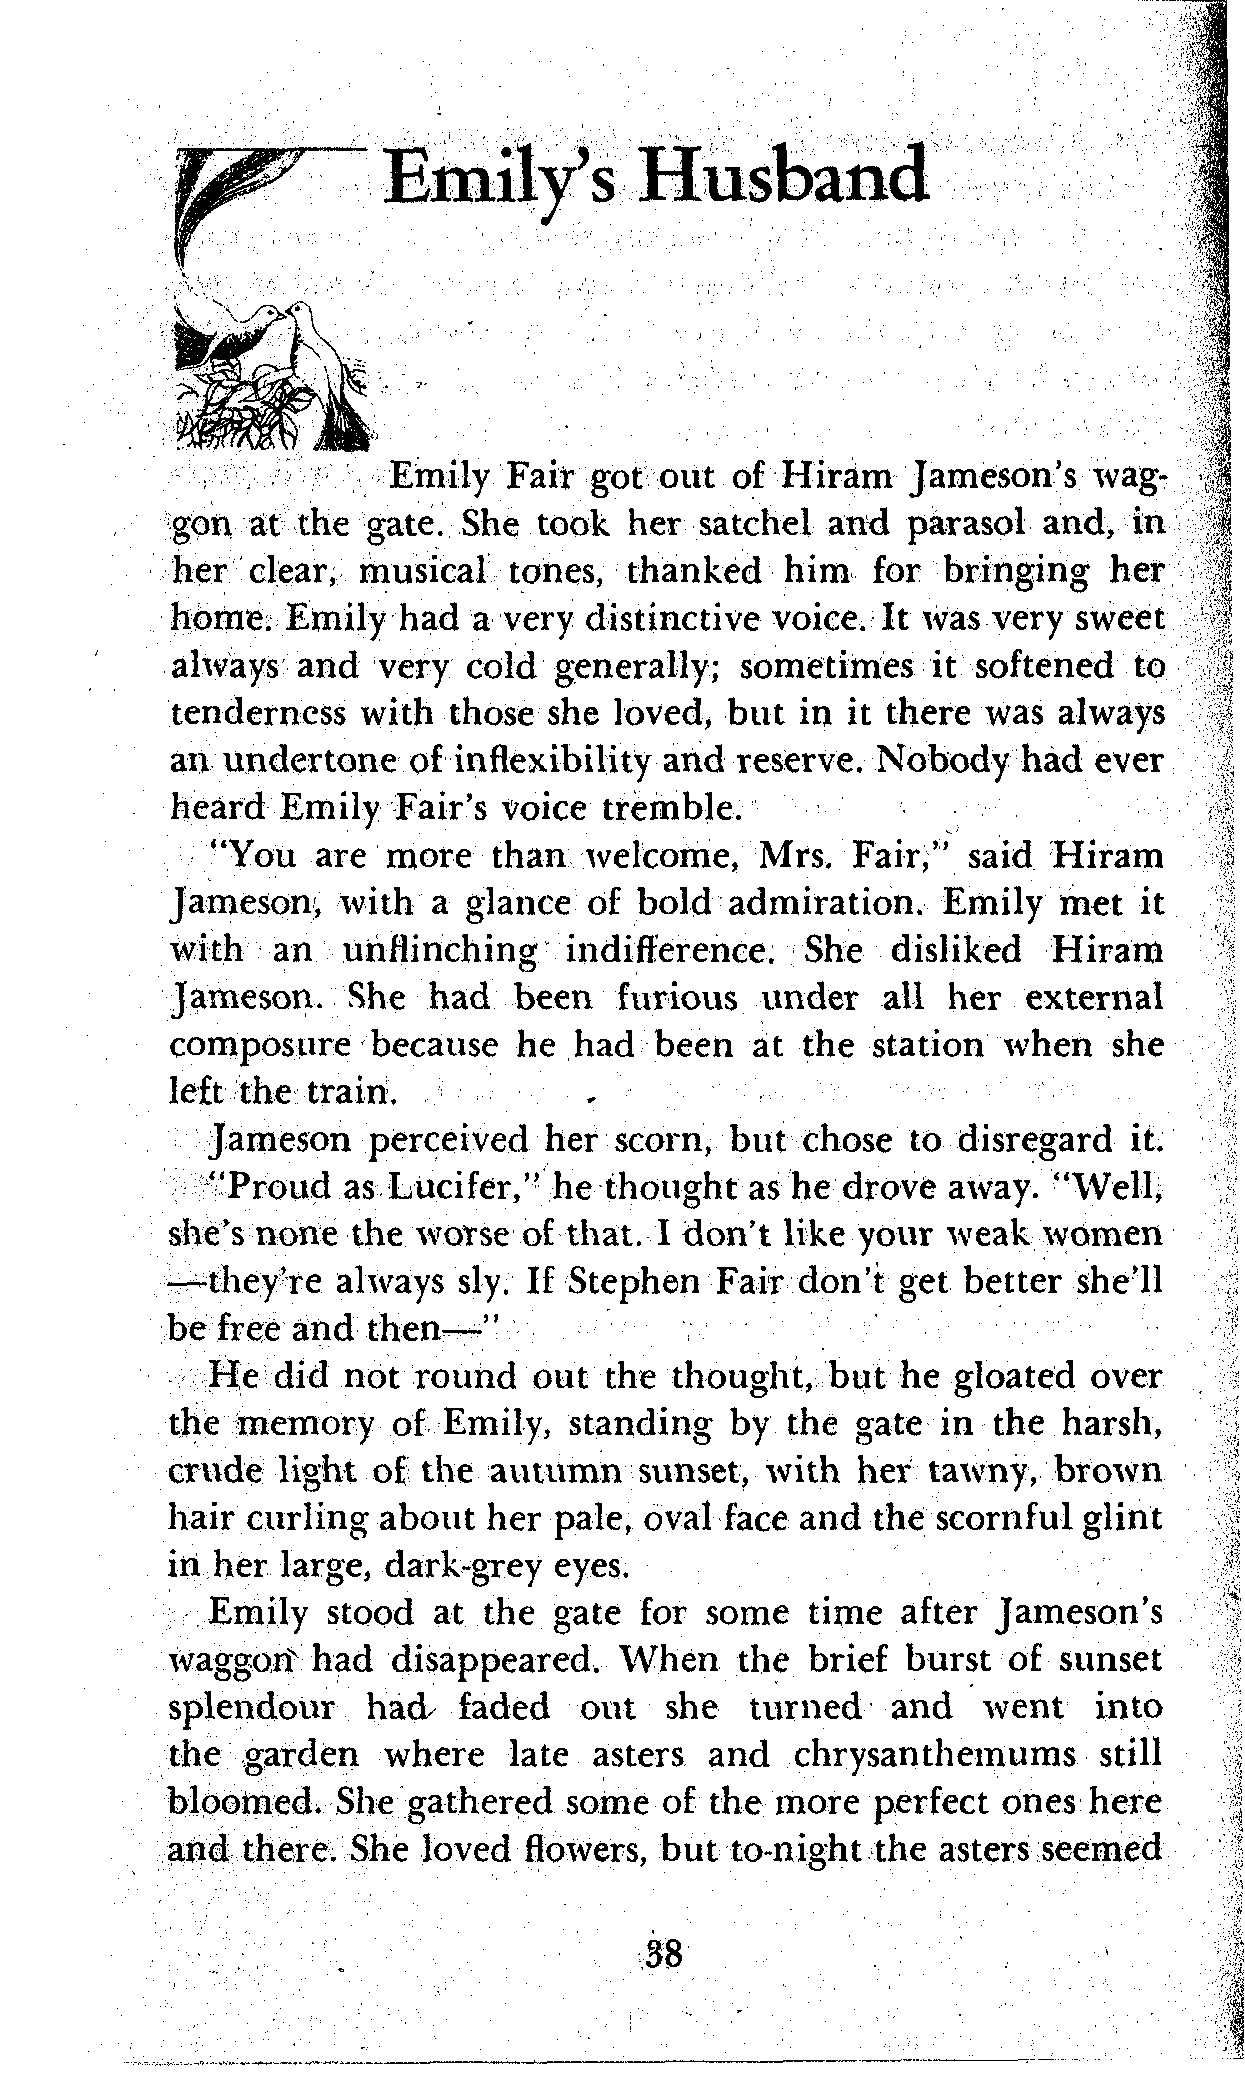 Emily's Husband
Emily Fair got out of Hiram Jameson's wag-
gon at the gate. She took her satchel and parasol and, in
her clear, musical tones, thanked him for bringing her
home. Emily had a very distinctive voice. It was very sweet
always and very cold generally; sometimes it softened to
tenderness with those she loved, but in it there was always
an undertone of inflexibility and reserve. Nobody had ever
heard Emily Fair's voice tremble.
"You are more than welcome, Mrs. Fair," said Hiram
Jameson, with a glance of bold admiration. Emily met it
with an unflinching indifference. She disliked Hiram
Jameson. She had been furious under all her external
composure because he had been at the station when she
left the train.
Jameson perceived her scorn, but chose to disregard it.
"Proud as Lucifer," he thought as he drove away. "Well,
she's none the worse of that. I don't like your weak women
—they're always sly. If Stephen Fair don't get better she'll
be free and then—"
He did not round out the thought, but he gloated over
the memory of Emily, standing by the gate in the harsh,
crude light of the autumn sunset, with her tawny, brown
hair curling about her pale, oval face and the scornful glint
in her large, dark-grey eyes.
Emily stood at the gate for some time after Jameson's
waggon had disappeared. When the brief burst of sunset
splendour had faded out she turned and went into
the garden where late asters and chrysanthemums still
bloomed. She gathered some of the more perfect ones here
and there. She loved flowers, but to-night the asters seemed
38